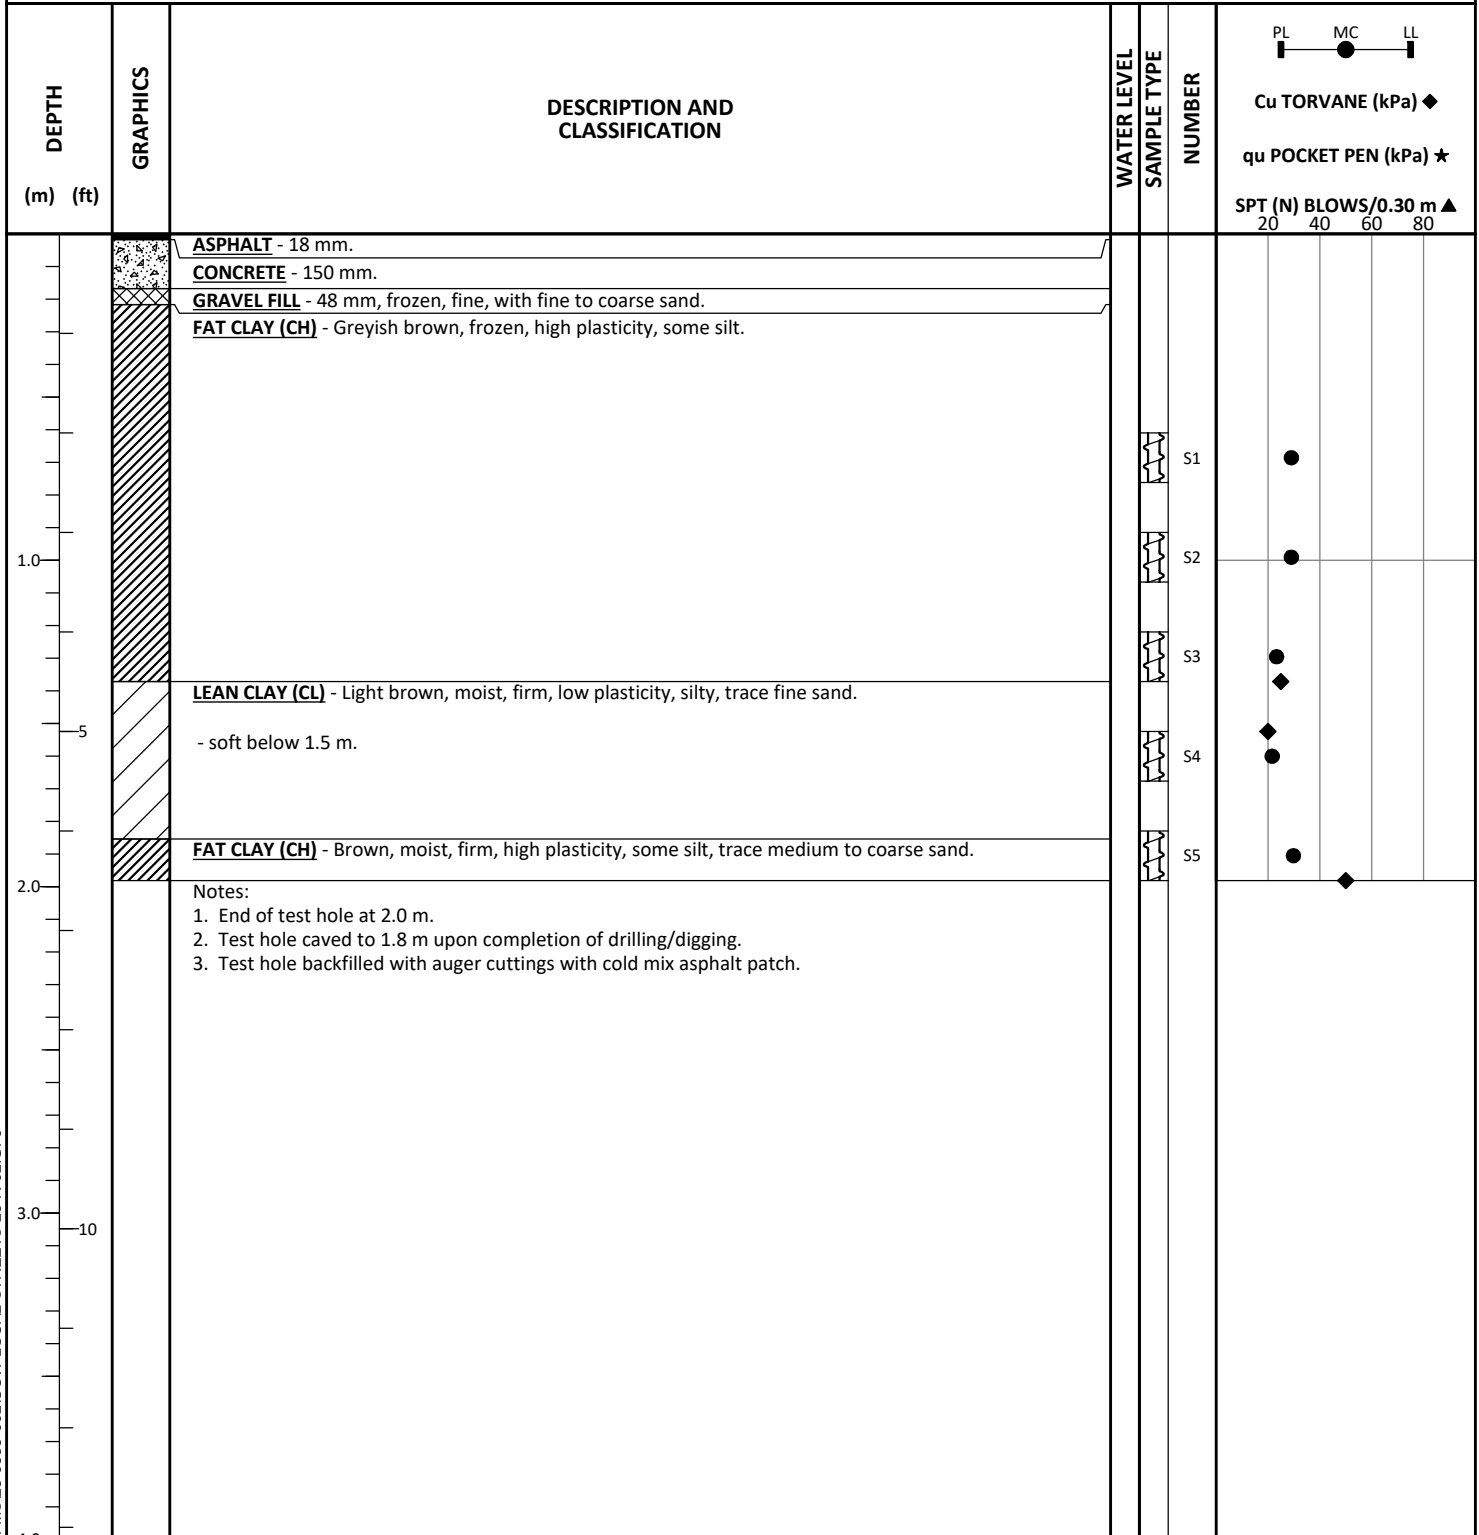 PL MC LL
DEPTH
GRAPHICS
DESCRIPTION AND
CLASSIFICATION
WATER LEVEL
SAMPLE TYPE
NUMBER
Cu TORVANE (kPa) ◆
qu POCKET PEN (kPa) ★
(m) (ft)
SPT (N) BLOWS/0.30 m ▲
20 40 60 80
ASPHALT - 18 mm.
CONCRETE - 150 mm.
GRAVEL FILL - 48 mm, frozen, fine, with fine to coarse sand.
FAT CLAY (CH) - Greyish brown, frozen, high plasticity, some silt.
S1
1.0
S2
S3
LEAN CLAY (CL) - Light brown, moist, firm, low plasticity, silty, trace fine sand.
5
- soft below 1.5 m.
S4
FAT CLAY (CH) - Brown, moist, firm, high plasticity, some silt, trace medium to coarse sand.
S5
2.0
Notes:
1. End of test hole at 2.0 m.
2. Test hole caved to 1.8 m upon completion of drilling/digging.
3. Test hole backfilled with auger cuttings with cold mix asphalt patch.
3.0
10